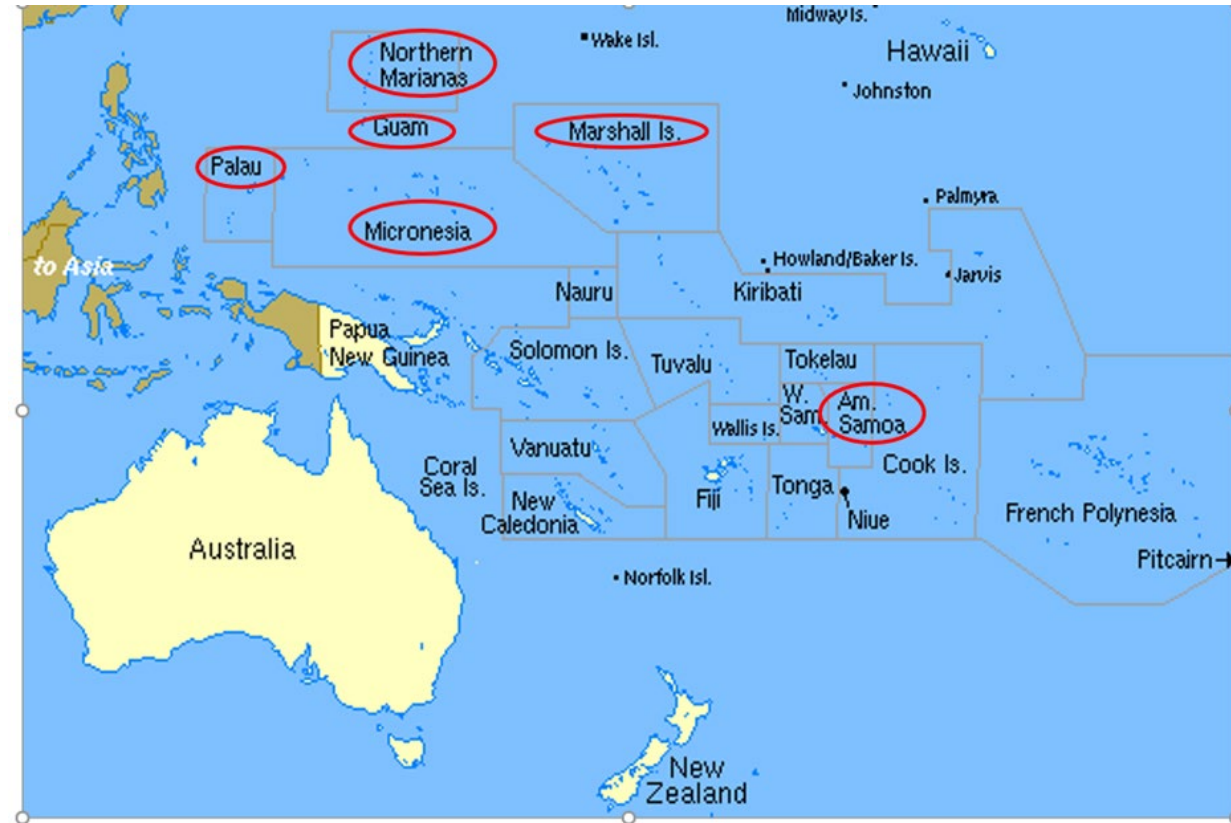 Midway Is.
Wake Isl.
Hawaii
Northern
Marianas
Johnston
Guam
Marshall Is.
Palau
Palmyra
Micronesia
to Asia
Howland/Baker Is.
Jarvis
Nauru
Kiribati
Papua
New Guinea
Solomon Is.
Tuvalu
Tokelau
W.
Sam.
Am.
Samoa
Wallis Is.
Vanuatu
Coral
Sea Is.
Cook Is.
New
Caledonia
Fiji
Tonga
Niue
French Polynesia
Australia
Pitcairn
Norfolk Isl.
New
Zealand